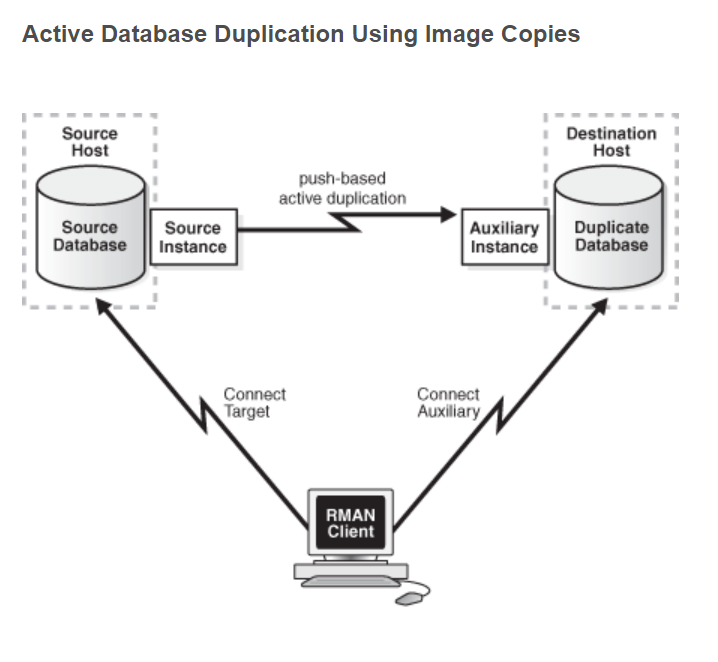 Active Database Duplication Using Image Copies
Source
Host
Destination
Host
push-based
active duplication
Source
Database
Source
Instance
Auxiliary
Instance
Duplicate
Database
Connect
Target
Connect
Auxiliary
RMAN
Client